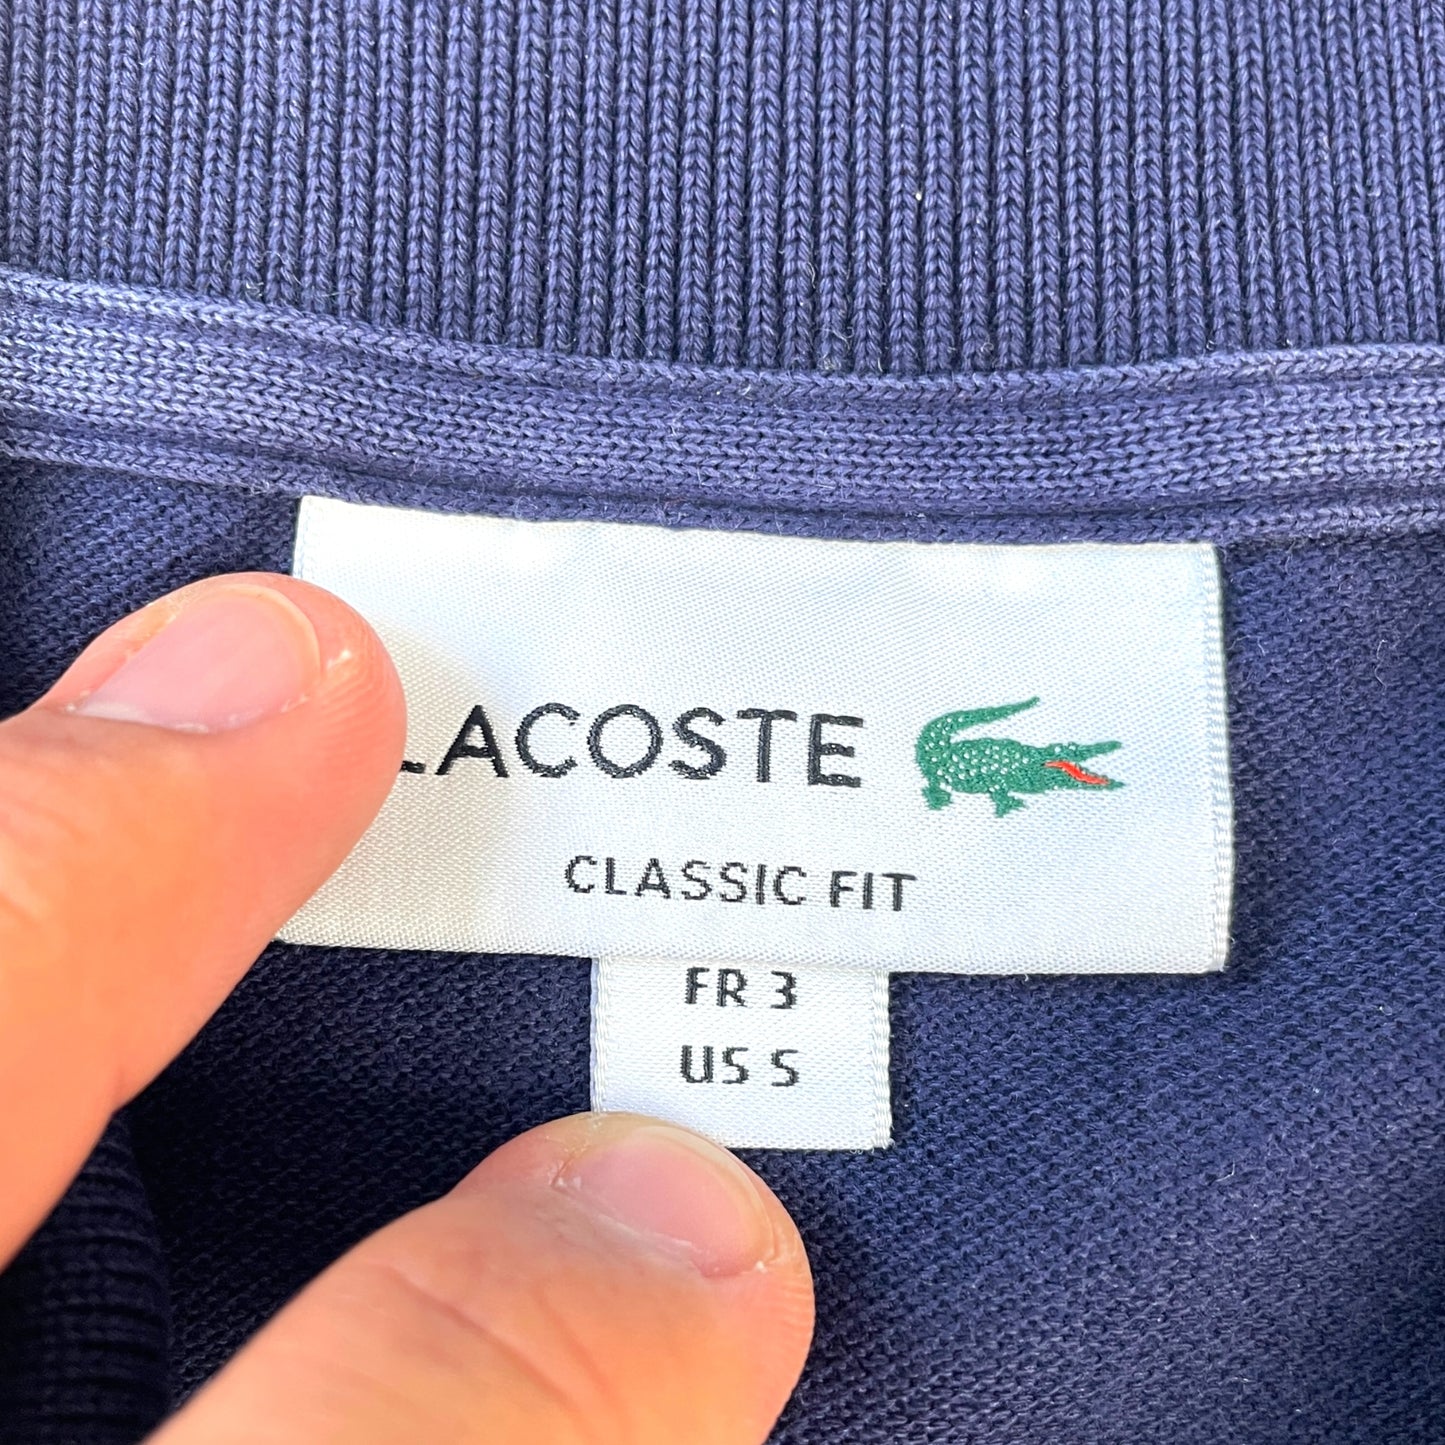 LACOSTE
CLASSIC FIT
FR 3
US S